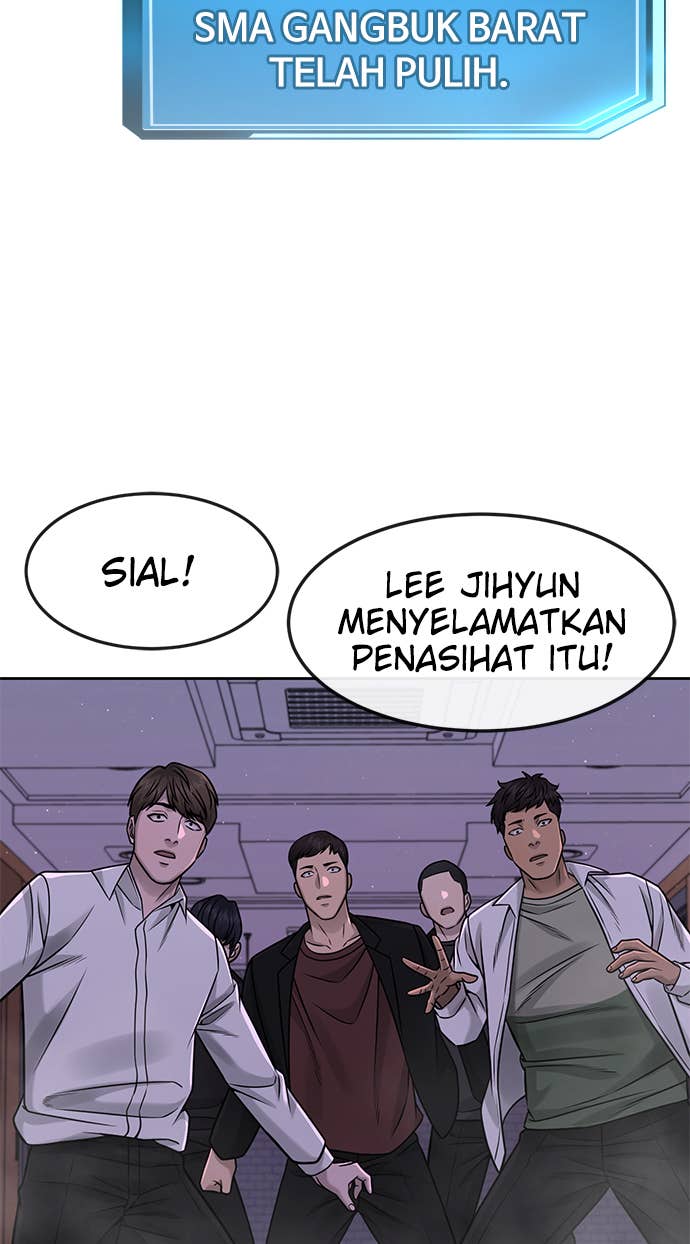 SMA GANGBUK BARAT
TELAH PULIH.
SIAL!
LEE JIHYUN
MENYELAMATKAN
PENASIHAT ITU!